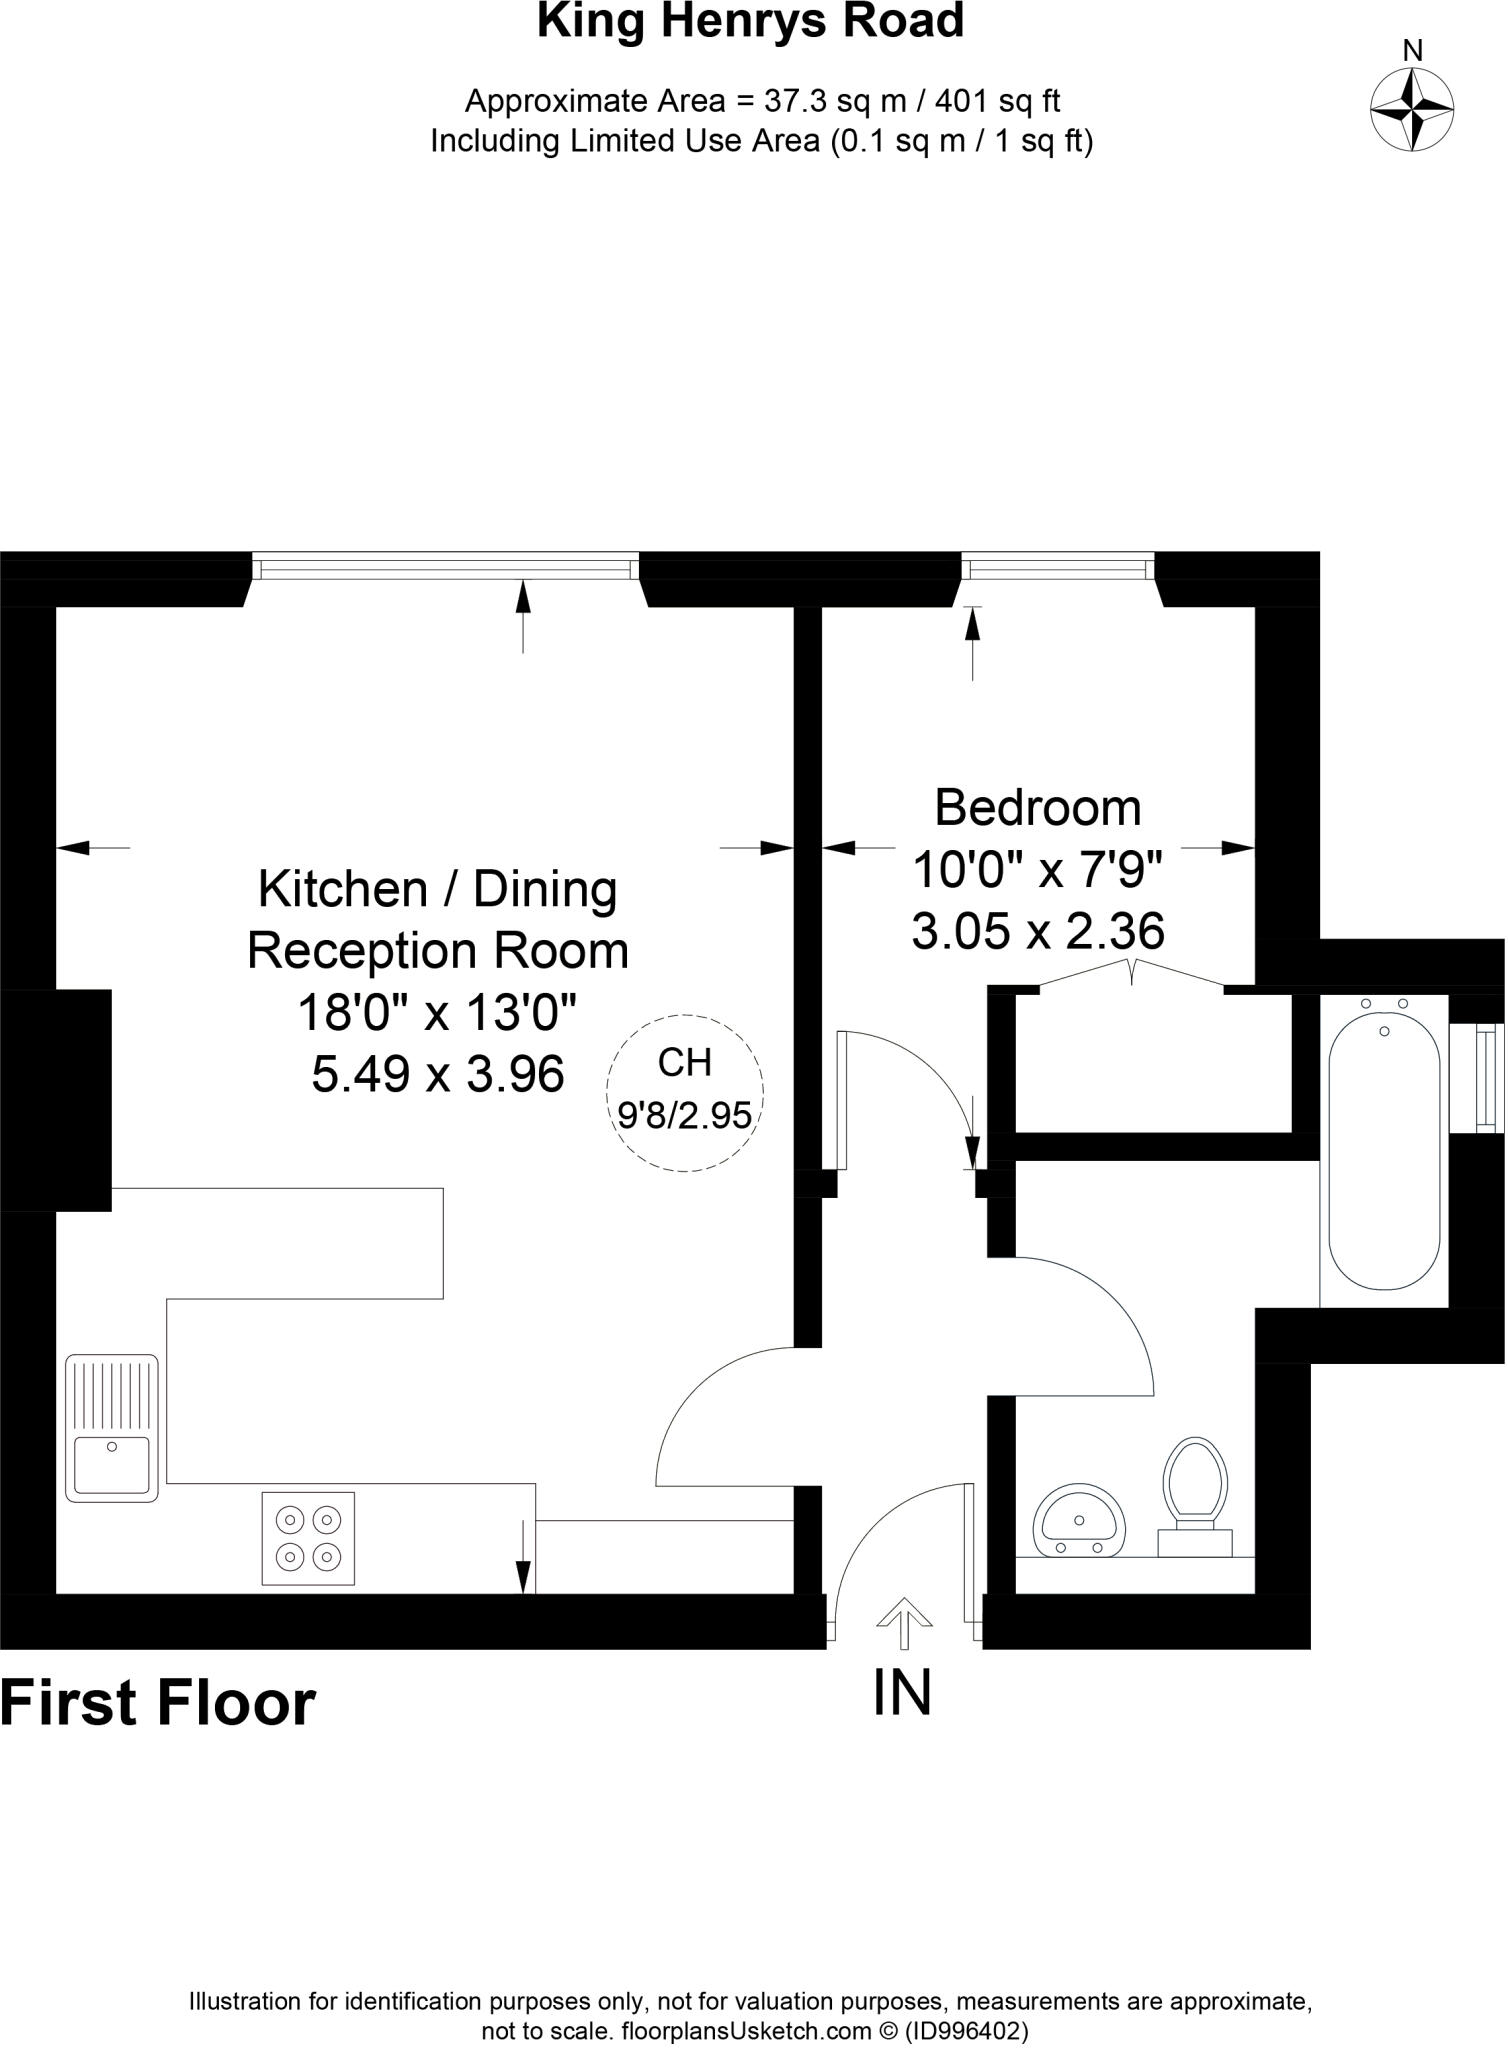 King Henrys Road
N
Approximate Area = 37.3 sq m / 401 sq ft
Including Limited Use Area (0.1 sq m / 1 sq ft)
Bedroom
10'0" x 7'9"
3.05 x 2.36
Kitchen / Dining
Reception Room
18'0" x 13'0"
5.49 x 3.96
CH
9'8/2.95
IN
First Floor
Illustration for identification purposes only, not for valuation purposes, measurements are approximate,
not to scale. floorplansUsketch.com © (ID996402)